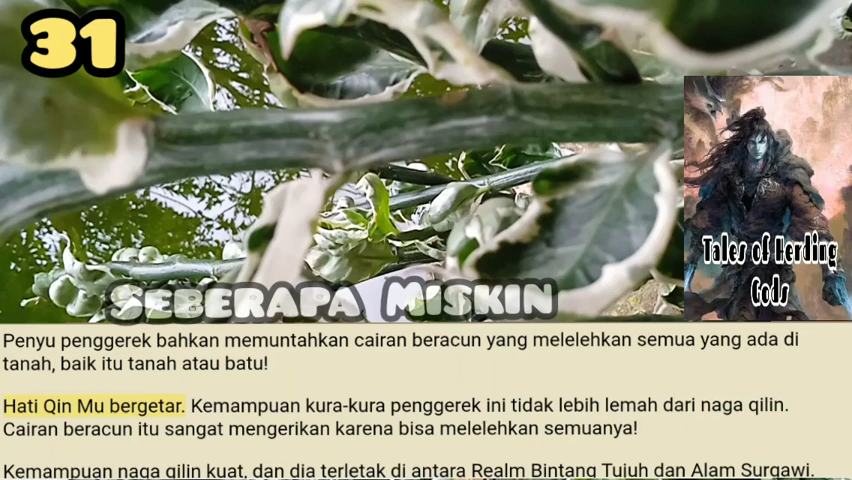 31
Tales of Herding
Gods
Seberapa Miskin
Penyu penggerek bahkan memuntahkan cairan beracun yang melelehkan semua yang ada di
tanah, baik itu tanah atau batu!
Hati Qin Mu bergetar. Kemampuan kura-kura penggerek ini tidak lebih lemah dari naga qilin.
Cairan beracun itu sangat mengerikan karena bisa melelehkan semuanya!
Kemampuan naga qilin kuat, dan dia terletak di antara Realm Bintang Tujuh dan Alam Surgawi.